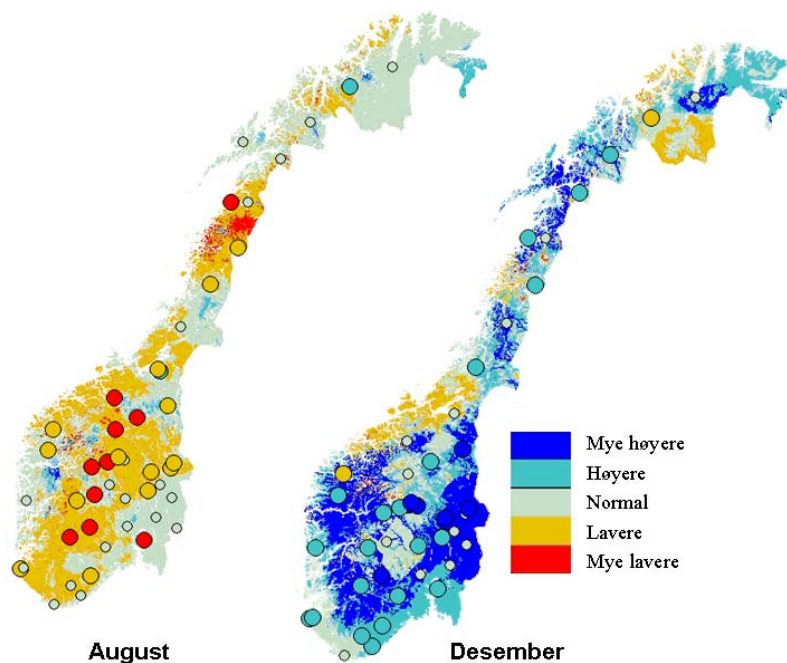 Mye høyere
Høyere
Normal
Lavere
Mye lavere
August
Desember